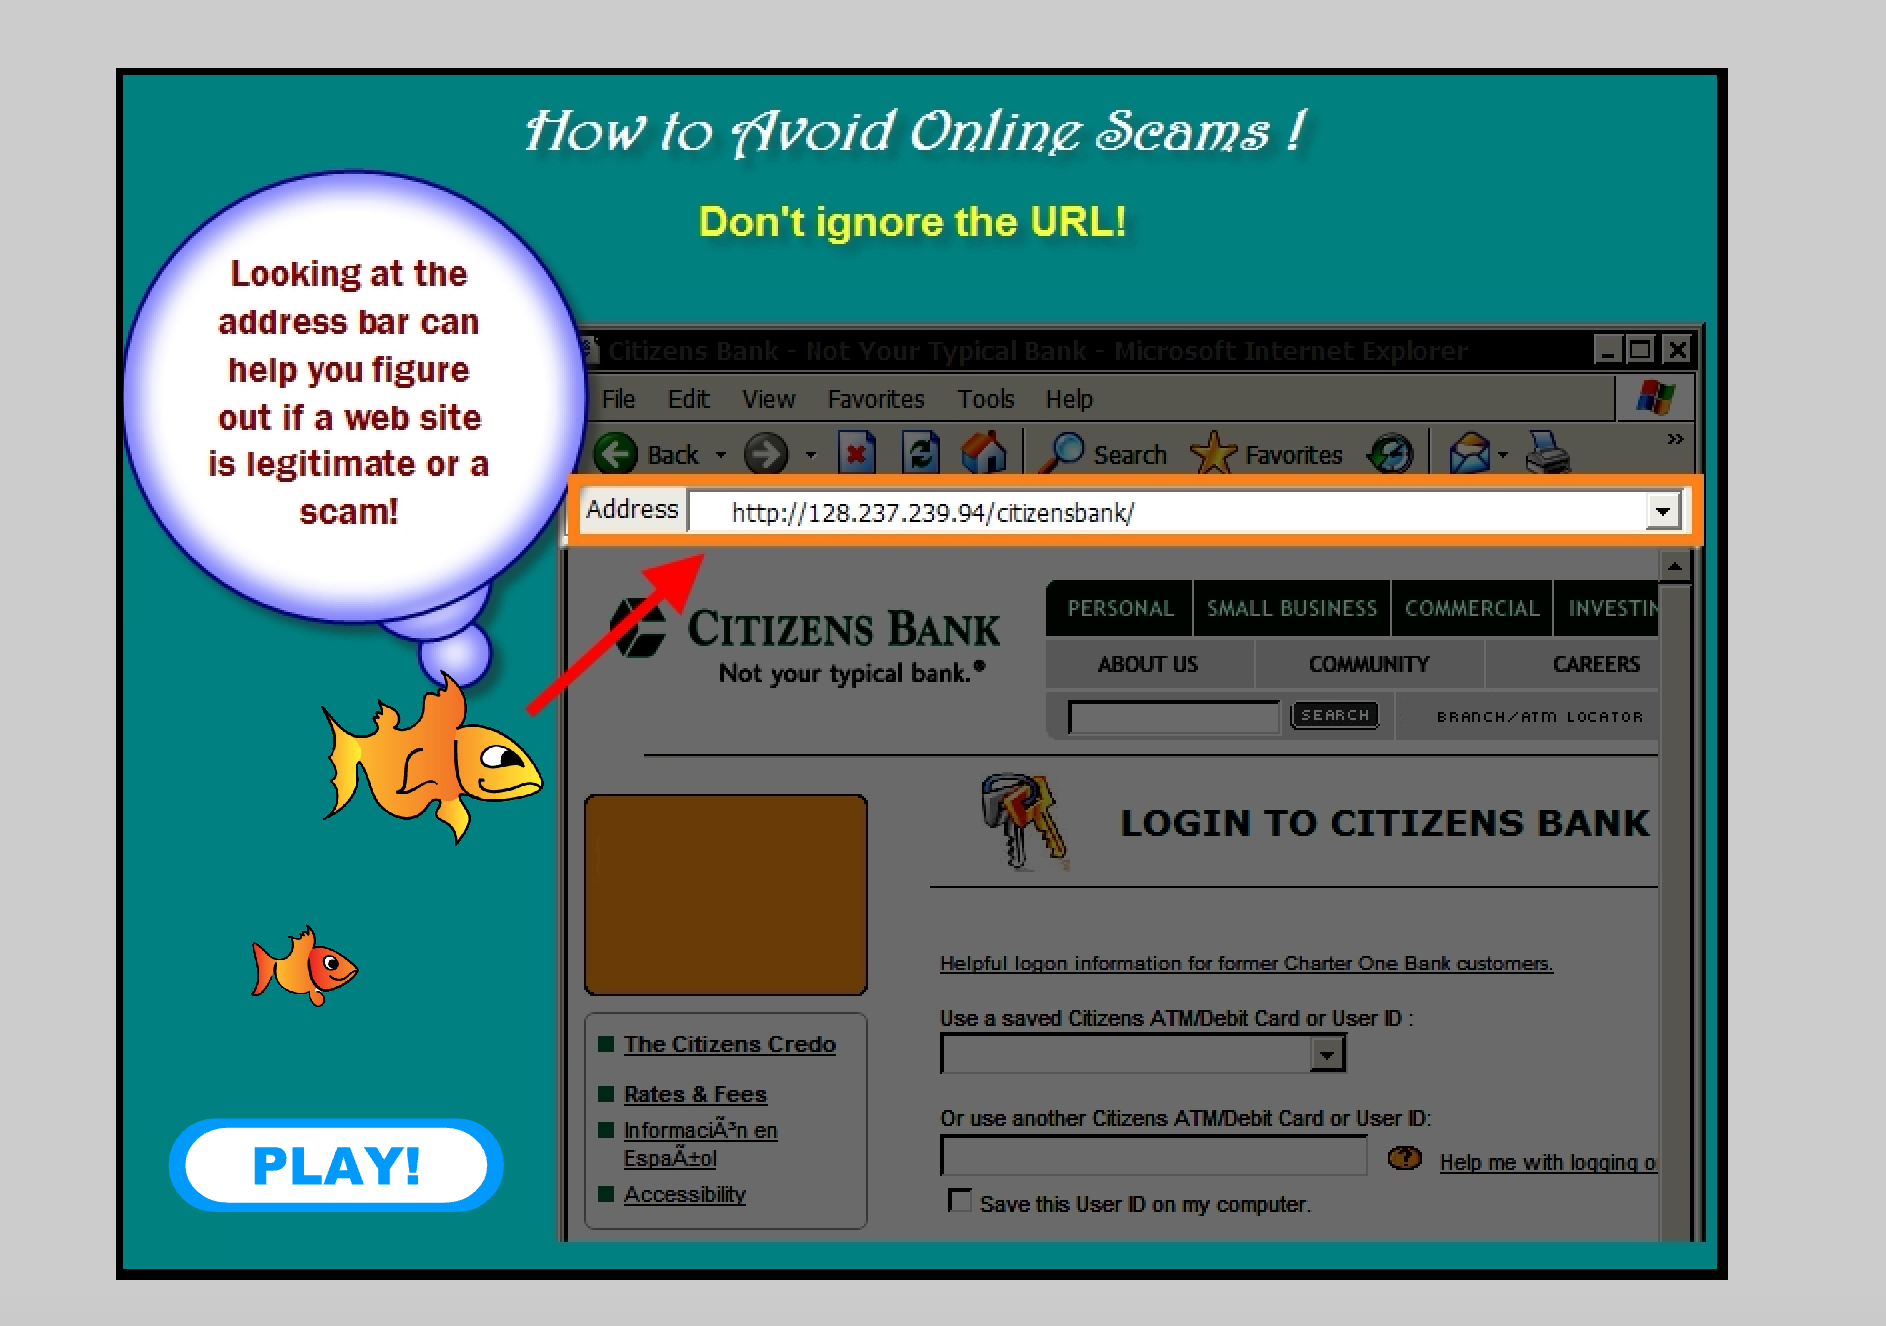 How to Avoid Online Scams !
Don't ignore the URL!
Looking at the
address bar can
help you figure
out if a web site
is legitimate or a
scam!
Citizens Bank - Not Your Typical Bank - Microsoft Internet Explorer
File Edit View Favorites Tools Help
Back Search Favorites »
Address http://128.237.239.94/citizensbank/
CITIZENS BANK
Not your typical bank.®
PERSONAL SMALL BUSINESS COMMERCIAL INVESTIN
ABOUT US COMMUNITY CAREERS
SEARCH BRANCH/ATM LOCATOR
LOGIN TO CITIZENS BANK
Helpful logon information for former Charter One Bank customers.
Use a saved Citizens ATM/Debit Card or User ID :
Or use another Citizens ATM/Debit Card or User ID:
? Help me with logging o
Save this User ID on my computer.
The Citizens Credo
Rates & Fees
InformaciÃ³n en
EspaÃ±ol
Accessibility
PLAY!